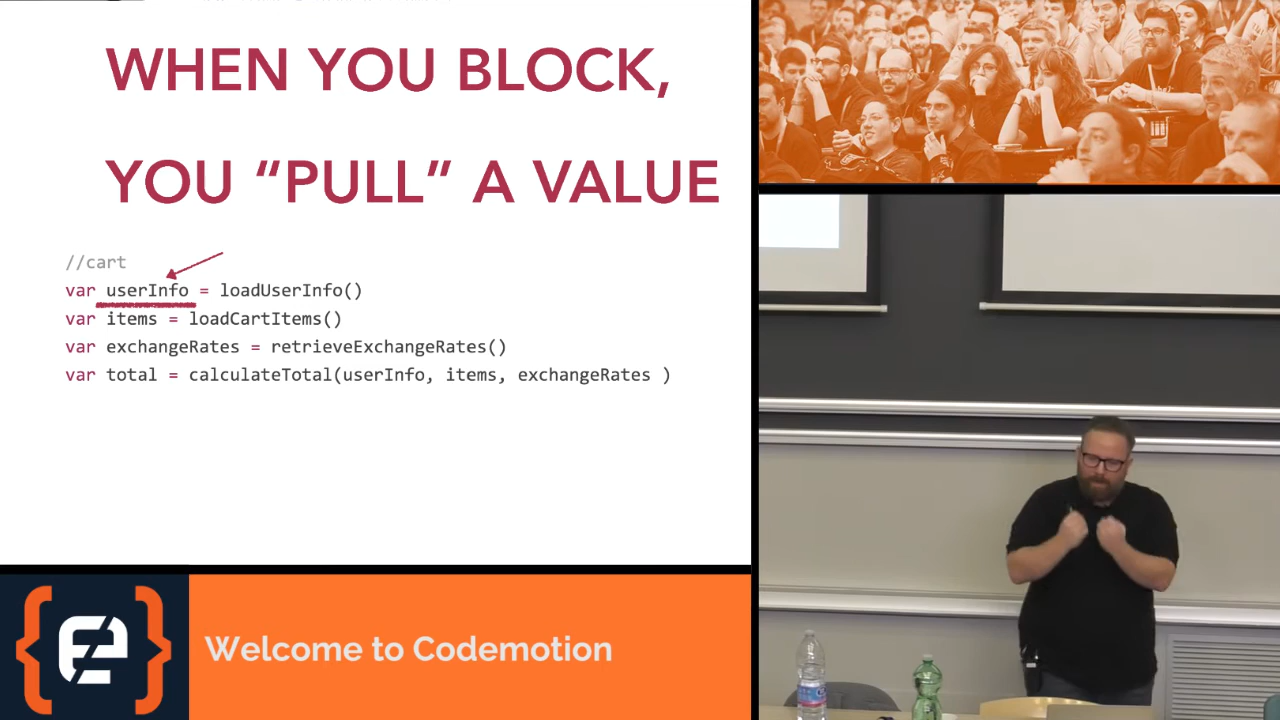 WHEN YOU BLOCK,
YOU “PULL” A VALUE
//cart
var userInfo = loadUserInfo()
var items = loadCartItems()
var exchangeRates = retrieveExchangeRates()
var total = calculateTotal(userInfo, items, exchangeRates )
Welcome to Codemotion